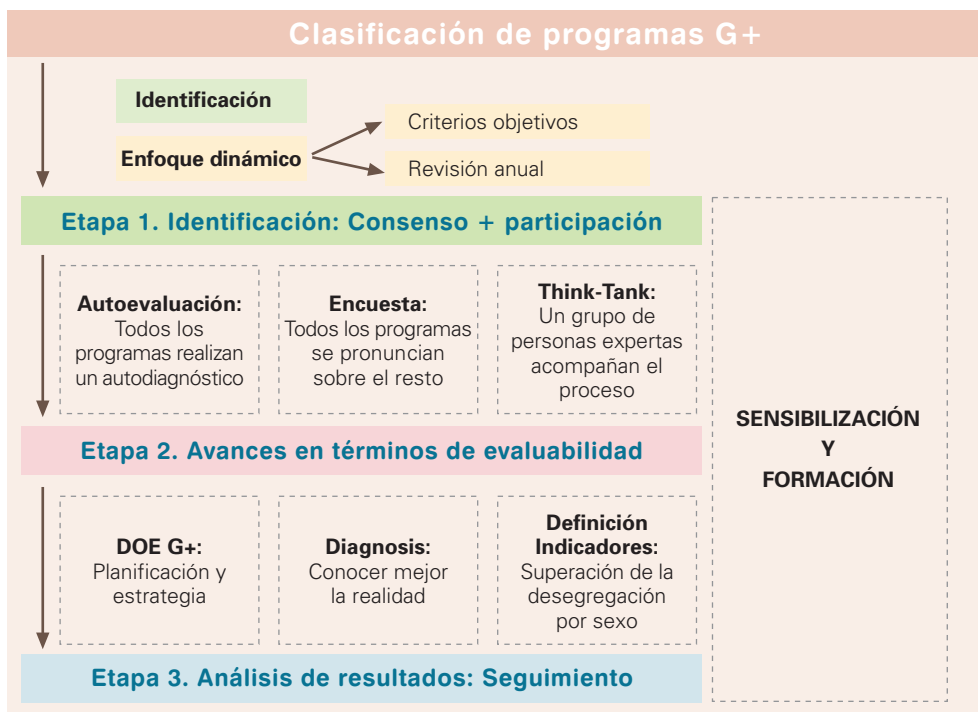 Clasificación de programas G+
Identificación
Enfoque dinámico
Criterios objetivos
Revisión anual
Etapa 1. Identificación: Consenso + participación
Autoevaluación:
Todos los
programas realizan
un autodiagnóstico
Encuesta:
Todos los programas
se pronuncian
sobre el resto
Think-Tank:
Un grupo de
personas expertas
acompañan el
proceso
SENSIBILIZACIÓN
Y
FORMACIÓN
Etapa 2. Avances en términos de evaluabilidad
DOE G+:
Planificación y
estrategia
Diagnosis:
Conocer mejor
la realidad
Definición
Indicadores:
Superación de la
desegregación
por sexo
Etapa 3. Análisis de resultados: Seguimiento